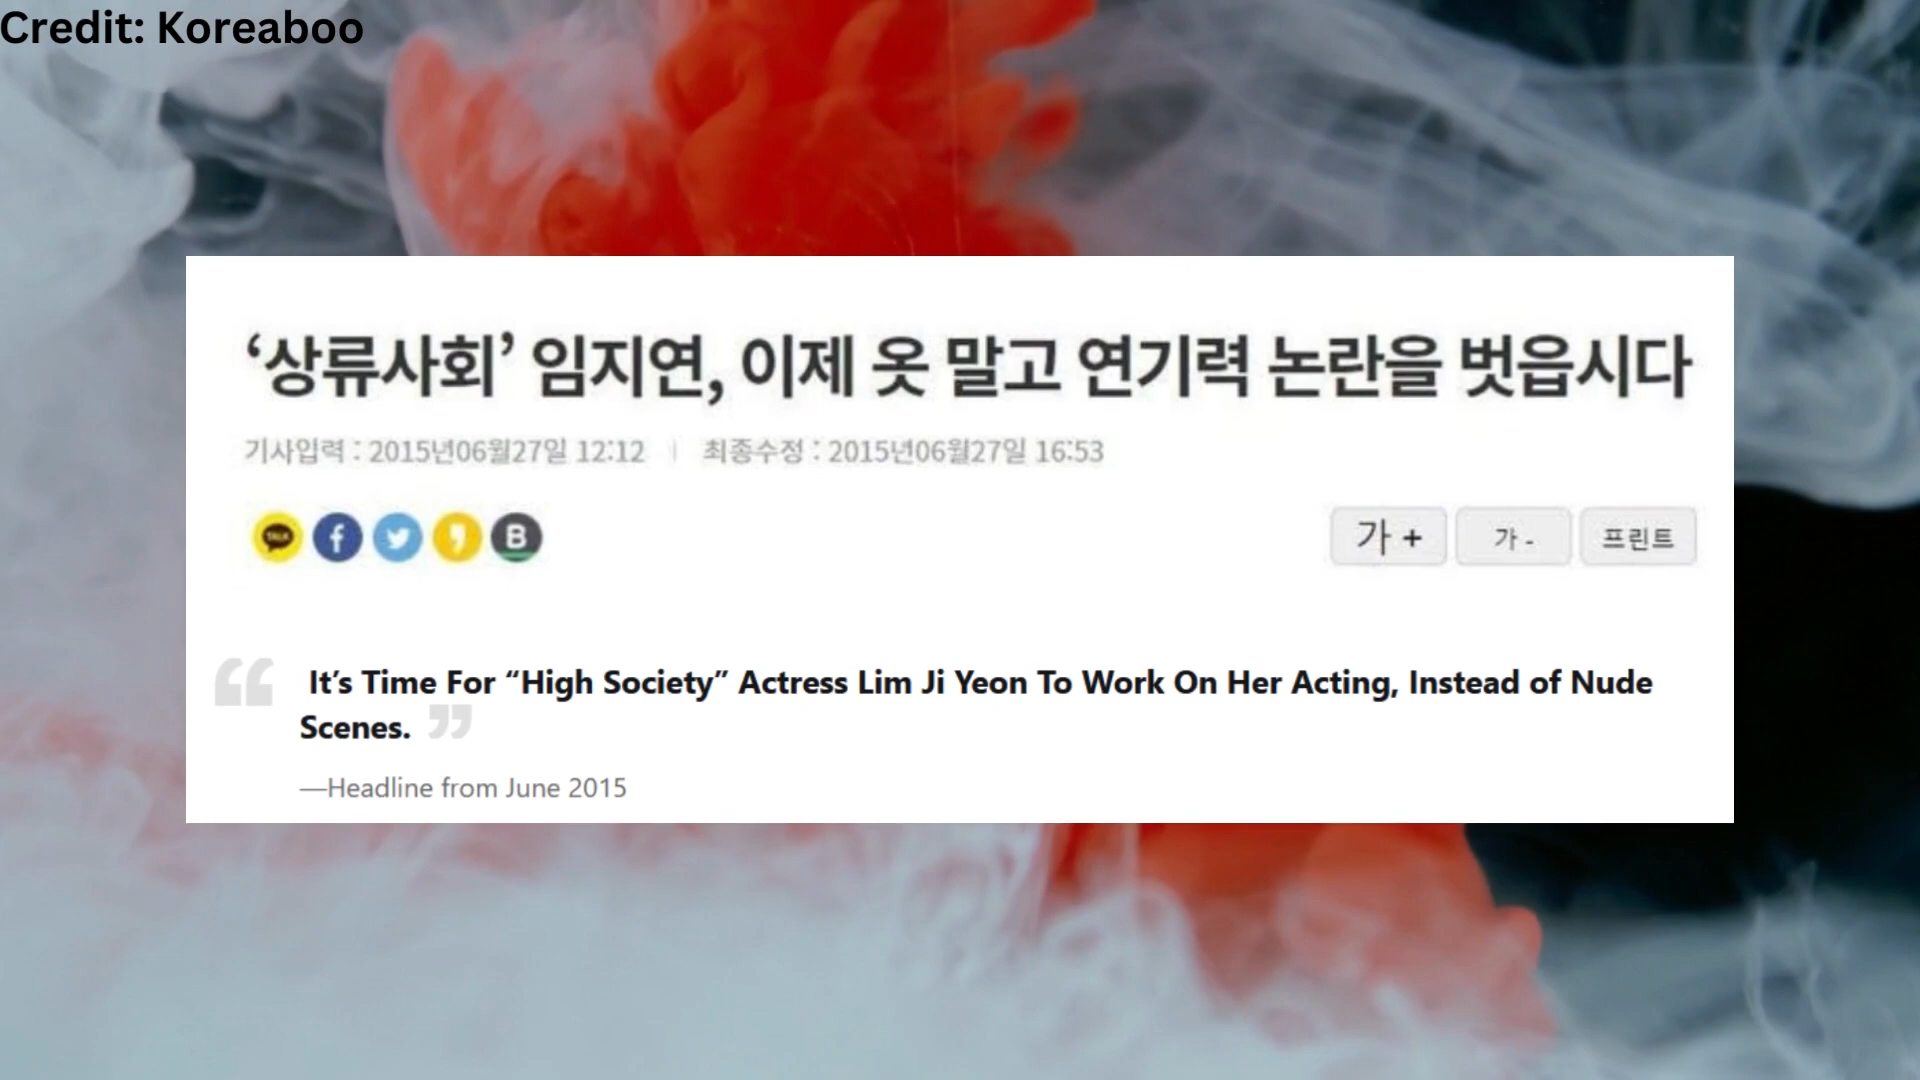 Credit: Koreaboo
‘상류사회’ 임지연, 이제 옷 말고 연기력 논란을 벗읍시다
기사입력 : 2015년06월27일 12:12 | 최종수정 : 2015년06월27일 16:53
TALK B 가 + 가 - 프린트
“ It’s Time For “High Society” Actress Lim Ji Yeon To Work On Her Acting, Instead of Nude
Scenes. ”
—Headline from June 2015